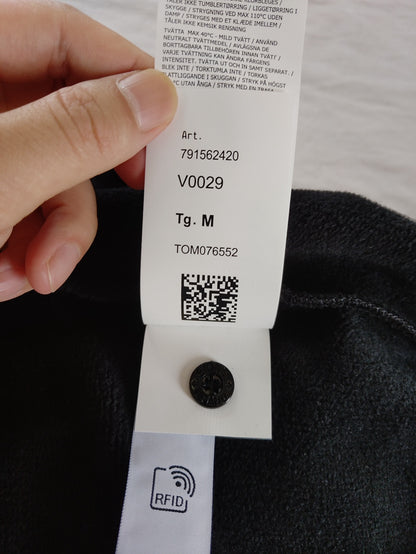 TÅLER IKKE TUMBLERTØRRING / LIGGETØRRING I
SKYGGE / STRYGNING VED MAX 110°C UDEN
DAMP / STRYGES MED ET KLÆDE IMELLEM /
TÅLER IKKE KEMISK RENSNING
TVÄTTA MAX 40°C - MILD TVÄTT / ANVÄND
NEUTRALT TVÄTTMEDEL / AVLÄGSNA DE
BORTTAGBARA TILLBEHÖREN INNAN TVÄTT /
VARJE TVÄTTNING KAN ÄNDRA FÄRGENS
INTENSITET. TVÄTTA UT OCH IN SAMT SEPARAT. /
BLEK INTE / TORKTUMLA INTE / TORKAS
PLATTLIGGANDE I SKUGGAN / STRYK PÅ HÖGST
°C UTAN ÅNGA / STRYK MED EN
Art.
791562420
V0029
Tg. M
TOM076552
RFID